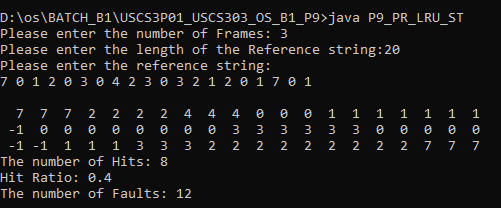 D:\os\BATCH_B1\USCS3P01_USCS303_OS_B1_P9>java P9_PR_LRU_ST
Please enter the number of Frames: 3
Please enter the length of the Reference string:20
Please enter the reference string:
7 0 1 2 0 3 0 4 2 3 0 3 2 1 2 0 1 7 0 1
7 7 7 2 2 2 2 4 4 4 0 0 0 1 1 1 1 1 1 1
-1 0 0 0 0 0 0 0 0 3 3 3 3 3 3 0 0 0 0 0
-1 -1 1 1 1 3 3 3 2 2 2 2 2 2 2 2 2 7 7 7
The number of Hits: 8
Hit Ratio: 0.4
The number of Faults: 12